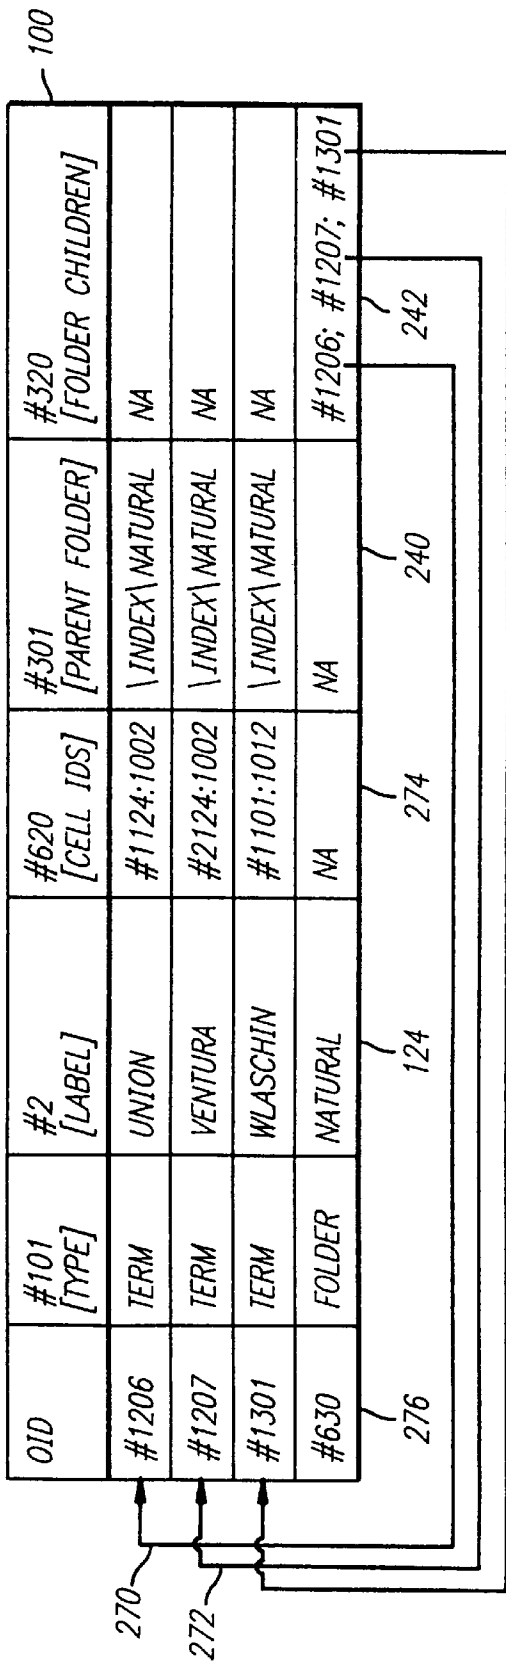 100
OID #101 #2 #620 #301 #320
[TYPE] [LABEL] [CELL IDS] [PARENT FOLDER] [FOLDER CHILDREN]
#1206 TERM UNION #1124:1002 \INDEX\NATURAL NA
#1207 TERM VENTURA #2124:1002 \INDEX\NATURAL NA
#1301 TERM WLASCHIN #1101:1012 \INDEX\NATURAL NA
#630 FOLDER NATURAL NA NA #1206; #1207; #1301
276 124 274 240 242
270
272